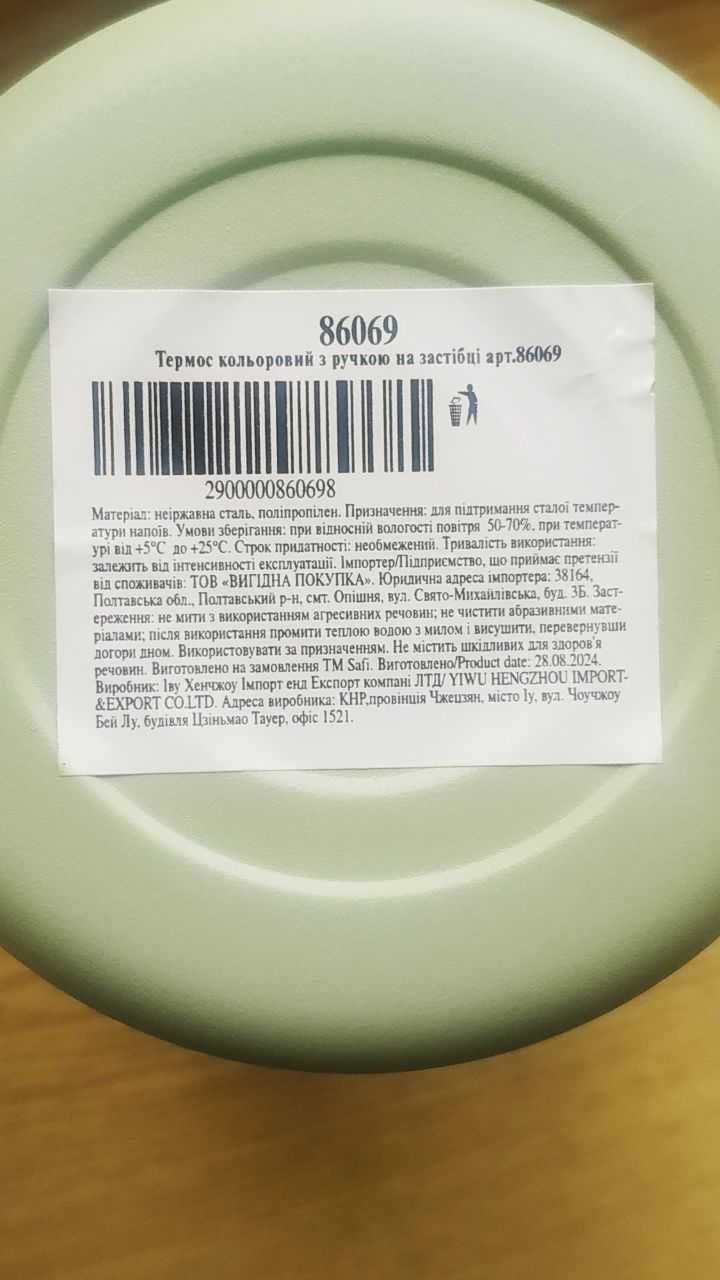 86069
Термос кольоровий з ручкою на застібці арт.86069
2900000860698
Матеріал: неіржавна сталь, поліпропілен. Призначення: для підтримання сталої темпер-
атури напоїв. Умови зберігання: при відносній вологості повітря 50-70%, при температ-
урі від +5°C до +25°C. Строк придатності: необмежений. Тривалість використання:
залежить від інтенсивності експлуатації. Імпортер/Підприємство, що приймає претензії
від споживачів: ТОВ «ВИГІДНА ПОКУПКА». Юридична адреса імпортера: 38164,
Полтавська обл., Полтавський р-н, смт. Опішня, вул. Свято-Михайлівська, буд. 3Б. Заст-
ереження: не мити з використанням агресивних речовин; не чистити абразивними мате-
ріалами; після використання промити теплою водою з милом і висушити, перевернувши
догори дном. Використовувати за призначенням. Не містить шкідливих для здоров'я
речовин. Виготовлено на замовлення ТМ Safi. Виготовлено/Product date: 28.08.2024.
Виробник: Іву Хенчжоу Імпорт енд Експорт компані ЛТД/ YIWU HENGZHOU IMPORT-
&EXPORT CO.LTD. Адреса виробника: КНР,провінція Чжецзян, місто Іу, вул. Чоучжоу
Бей Лу, будівля Цзіньмао Тауер, офіс 1521.